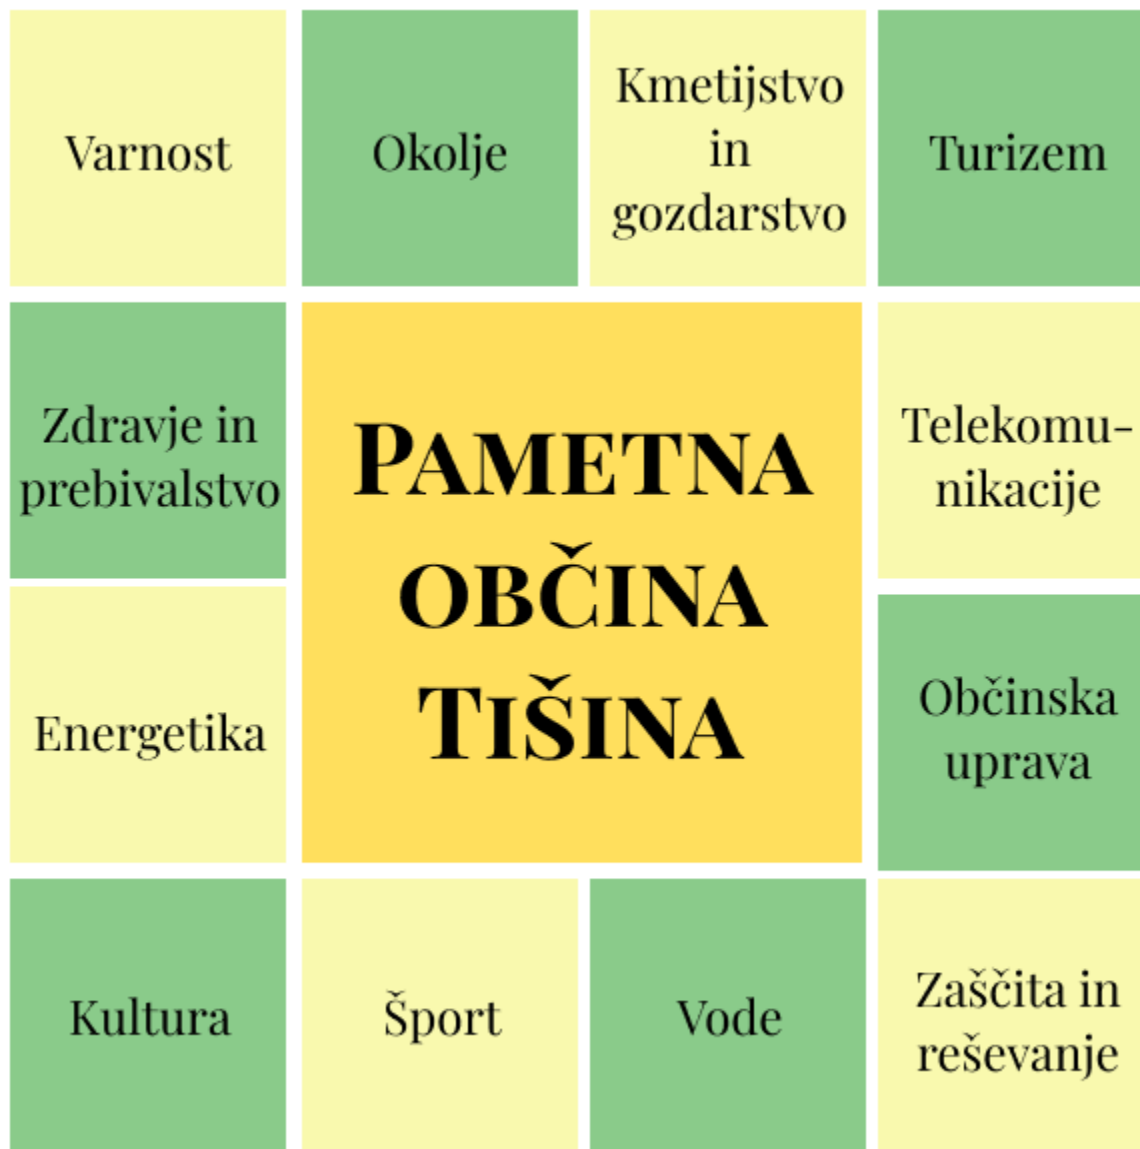 Varnost
Okolje
Kmetijstvo
in
gozdarstvo
Turizem
Zdravje in
prebivalstvo
PAMETNA
OBČINA
TIŠINA
Telekomu-
nikacije
Energetika
Občinska
uprava
Kultura
Šport
Vode
Zaščita in
reševanje